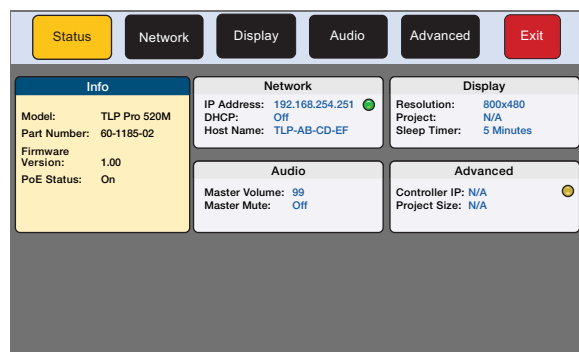 Status Network Display Audio Advanced Exit
Info
Model: TLP Pro 520M
Part Number: 60-1185-02
Firmware
Version: 1.00
PoE Status: On
Network
IP Address: 192.168.254.251
DHCP: Off
Host Name: TLP-AB-CD-EF
Display
Resolution: 800x480
Project: N/A
Sleep Timer: 5 Minutes
Audio
Master Volume: 99
Master Mute: Off
Advanced
Controller IP: N/A
Project Size: N/A